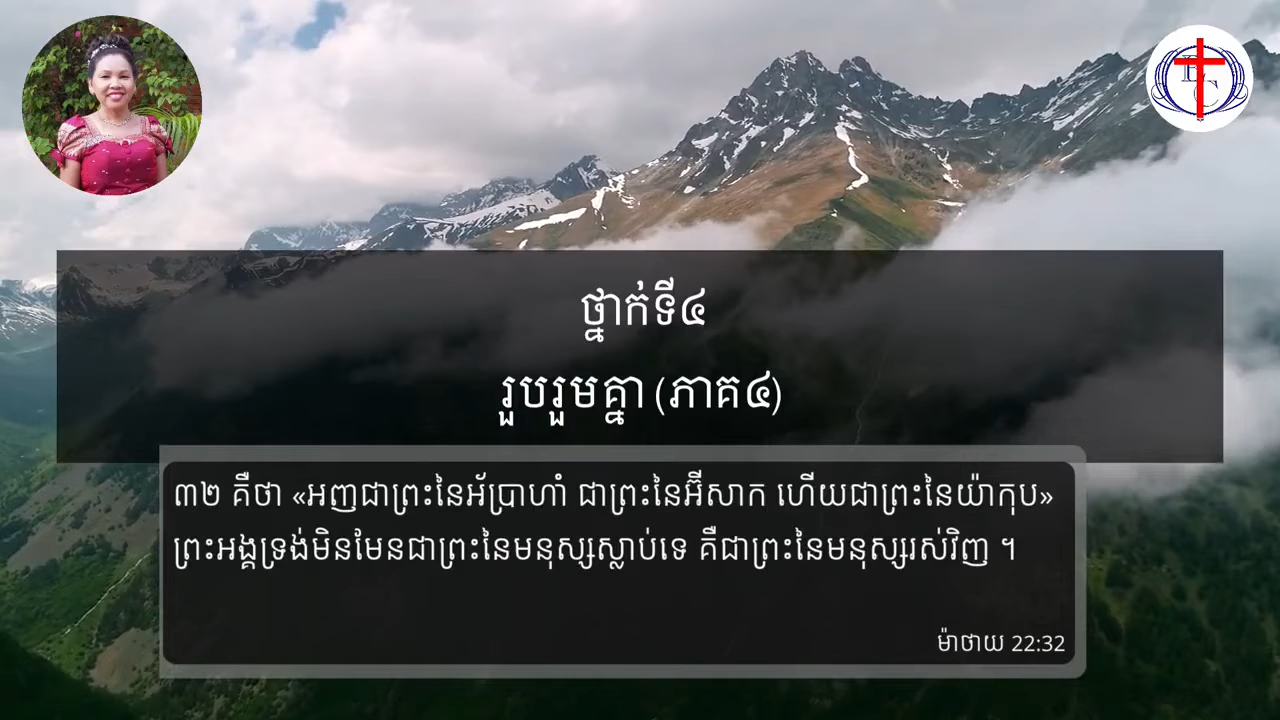 ថ្នាក់ទី៤
រួបរួមគ្នា (ភាគ៤)
៣២ គឺថា «អញជាព្រះនៃអ័ប្រាហាំ ជាព្រះនៃអ៊ីសាក ហើយជាព្រះនៃយ៉ាកុប»
ព្រះអង្គទ្រង់មិនមែនជាព្រះនៃមនុស្សស្លាប់ទេ គឺជាព្រះនៃមនុស្សរស់វិញ ។
ម៉ាថាយ 22:32